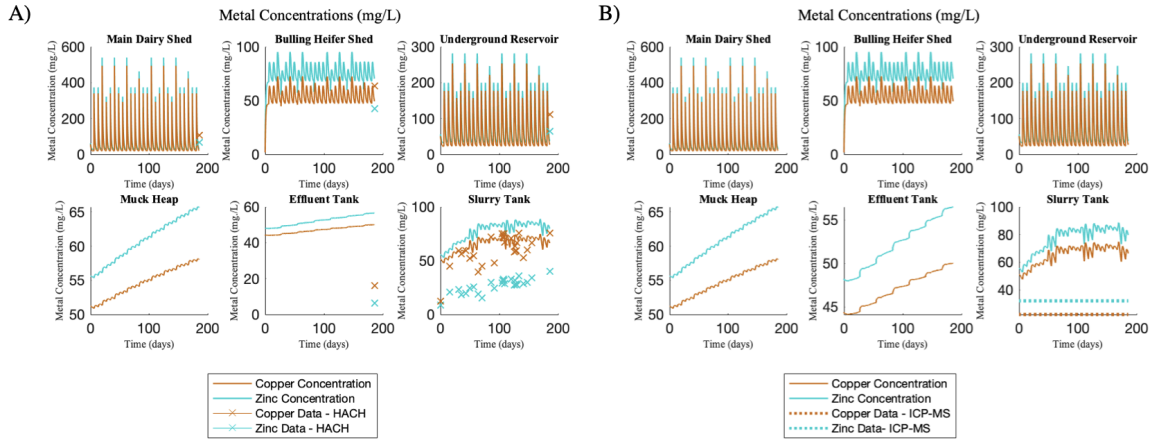 A)
Metal Concentrations (mg/L)
Main Dairy Shed
Metal Concentration (mg./L)
600
400
200
0
0 100 200
Time (days)
Bulling Heifer Shed
Metal Concentration (mg./L)
100
50
0
0 100 200
Time (days)
Underground Reservoir
Metal Concentration (mg./L)
300
200
100
0
0 100 200
Time (days)
Muck Heap
Metal Concentration (mg./L)
65
60
55
50
0 100 200
Time (days)
Effluent Tank
Metal Concentration (mg./L)
60
40
20
0
0 100 200
Time (days)
Slurry Tank
Metal Concentration (mg./L)
100
50
0
0 100 200
Time (days)
Copper Concentration
Zinc Concentration
Copper Data - HACH
Zinc Data - HACH
B)
Metal Concentrations (mg/L)
Main Dairy Shed
Metal Concentration (mg./L)
600
400
200
0
0 100 200
Time (days)
Bulling Heifer Shed
Metal Concentration (mg./L)
100
50
0
0 100 200
Time (days)
Underground Reservoir
Metal Concentration (mg./L)
300
200
100
0
0 100 200
Time (days)
Muck Heap
Metal Concentration (mg./L)
65
60
55
50
0 100 200
Time (days)
Effluent Tank
Metal Concentration (mg./L)
55
50
45
0 100 200
Time (days)
Slurry Tank
Metal Concentration (mg./L)
100
80
60
40
0 100 200
Time (days)
Copper Concentration
Zinc Concentration
Copper Data - ICP-MS
Zinc Data- ICP-MS